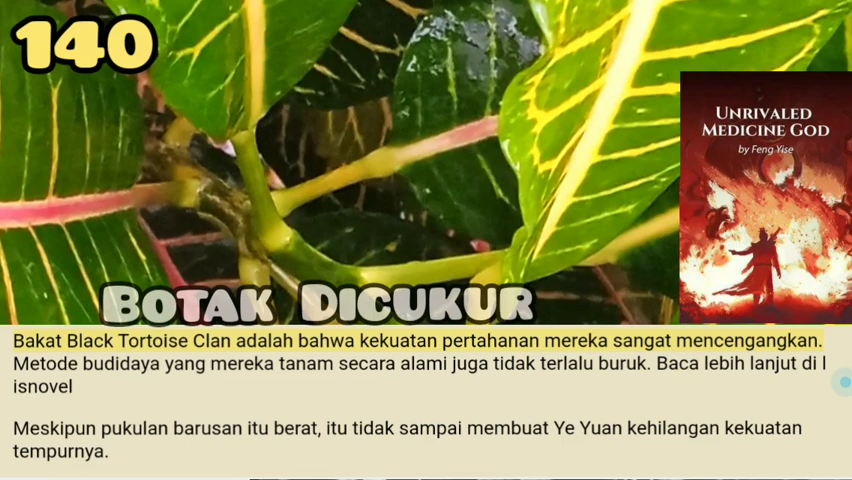 140
UNRIVALED
MEDICINE GOD
by Feng Yise
BOTAK DICUKUR
Bakat Black Tortoise Clan adalah bahwa kekuatan pertahanan mereka sangat mencengangkan.
Metode budidaya yang mereka tanam secara alami juga tidak terlalu buruk. Baca lebih lanjut di l
isnovel
Meskipun pukulan barusan itu berat, itu tidak sampai membuat Ye Yuan kehilangan kekuatan
tempurnya.